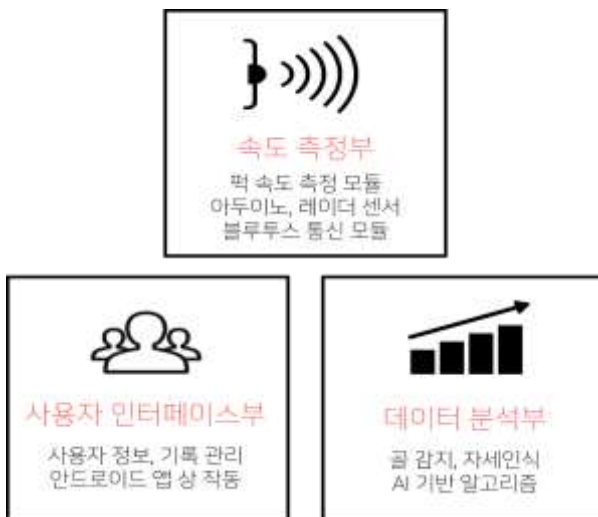 속도 측정부
퍽 속도 측정 모듈
아두이노, 레이더 센서
블루투스 통신 모듈
사용자 인터페이스부
사용자 정보, 기록 관리
안드로이드 앱 상 작동
데이터 분석부
골 감지, 자세인식
AI 기반 알고리즘